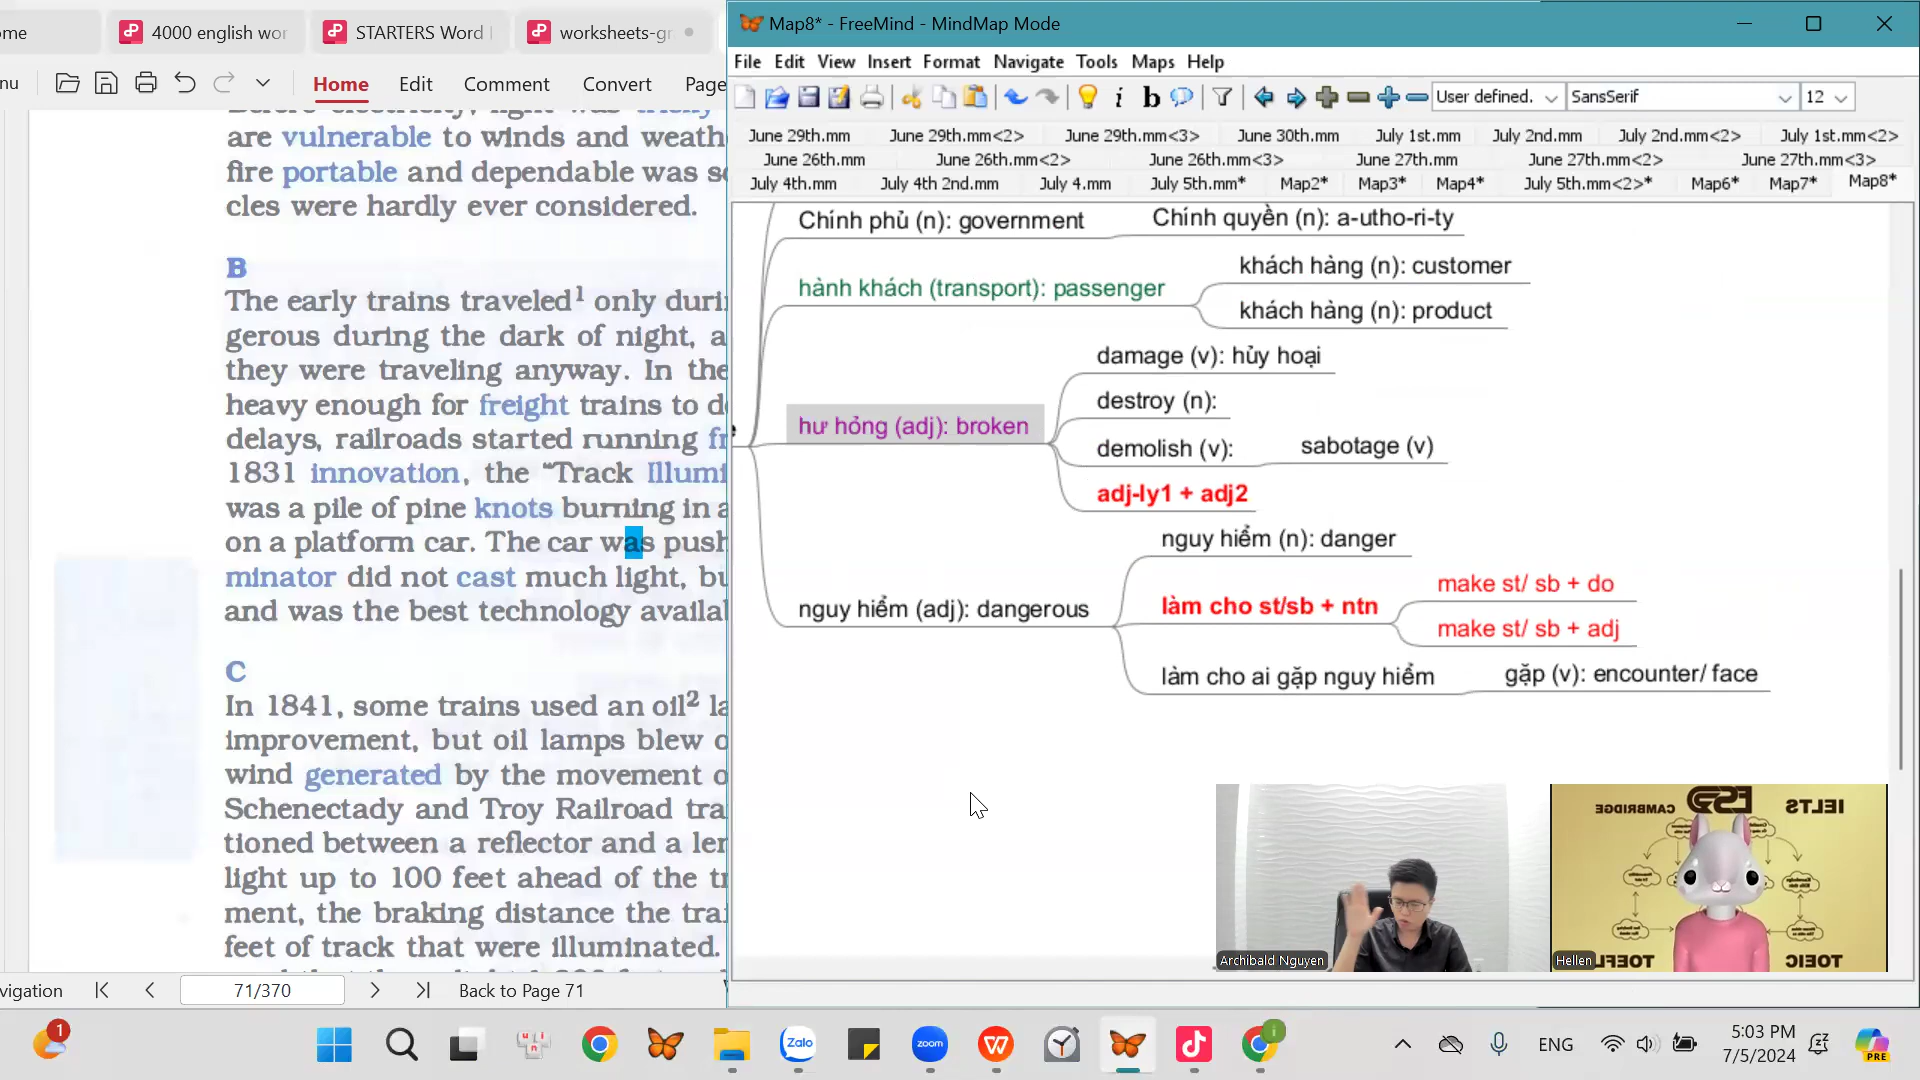 ome
4000 english wor
STARTERS Word
worksheets-gr
nu
Home
Edit
Comment
Convert
Page
are vulnerable to winds and weath
fire portable and dependable was s
cles were hardly ever considered.
B
The early trains traveled¹ only duri
gerous during the dark of night, a
they were traveling anyway. In the
heavy enough for freight trains to d
delays, railroads started running fr
1831 innovation, the "Track Illumi
was a pile of pine knots burning in a
on a platform car. The car was push
minator did not cast much light, bu
and was the best technology availal
C
In 1841, some trains used an oil² la
improvement, but oil lamps blew o
wind generated by the movement o
Schenectady and Troy Railroad trai
tioned between a reflector and a len
light up to 100 feet ahead of the tr
ment, the braking distance the trai
feet of track that were illuminated.
vigation
71/370
Back to Page 71
Map8* - FreeMind - MindMap Mode
File Edit View Insert Format Navigate Tools Maps Help
User defined.
SansSerif
12
June 29th.mm June 29th.mm<2> June 29th.mm<3> June 30th.mm July 1st.mm July 2nd.mm July 2nd.mm<2> July 1st.mm<2>
June 26th.mm June 26th.mm<2> June 26th.mm<3> June 27th.mm June 27th.mm<2> June 27th.mm<3>
July 4th.mm July 4th 2nd.mm July 4.mm July 5th.mm* Map2* Map3* Map4* July 5th.mm<2>* Map6* Map7* Map8*
Chính phủ (n): government
Chính quyền (n): a-utho-ri-ty
hành khách (transport): passenger
khách hàng (n): customer
khách hàng (n): product
hư hỏng (adj): broken
damage (v): hủy hoại
destroy (n):
demolish (v):
sabotage (v)
adj-ly1 + adj2
nguy hiểm (adj): dangerous
nguy hiểm (n): danger
làm cho st/sb + ntn
make st/ sb + do
make st/ sb + adj
làm cho ai gặp nguy hiểm
gặp (v): encounter/ face
Archibald Nguyen
Hellen
CAMBRIDGE
IELTS
TOEFL
TOEIC
1
Zalo
zoom
ENG
5:03 PM
7/5/2024
PRE